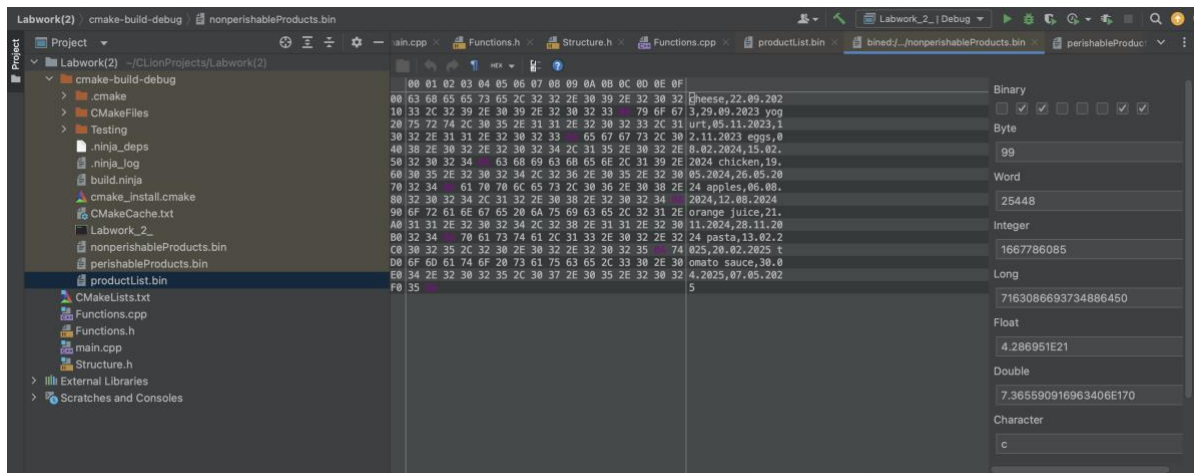 Labwork(2) cmake-build-debug nonperishableProducts.bin
Labwork_2_ | Debug
Project
Project
main.cpp Functions.h Structure.h Functions.cpp productList.bin bined:/.../nonperishableProducts.bin perishableProduc
Labwork(2) ~/CLionProjects/Labwork(2)
cmake-build-debug
.cmake
CMakeFiles
Testing
.ninja_deps
.ninja_log
build.ninja
cmake_install.cmake
CMakeCache.txt
Labwork_2_
nonperishableProducts.bin
perishableProducts.bin
productList.bin
CMakeLists.txt
Functions.cpp
Functions.h
main.cpp
Structure.h
External Libraries
Scratches and Consoles
HEX
00 01 02 03 04 05 06 07 08 09 0A 0B 0C 0D 0E 0F
00 63 68 65 65 73 65 2C 32 32 2E 30 39 2E 32 30 32 cheese,22.09.202
10 33 2C 32 39 2E 30 39 2E 32 30 32 33 79 6F 67 3,29.09.2023 yog
20 75 72 74 2C 30 35 2E 31 31 2E 32 30 32 33 2C 31 urt,05.11.2023,1
30 32 2E 31 31 2E 32 30 32 33 65 67 67 73 2C 30 2.11.2023 eggs,0
40 38 2E 30 32 2E 32 30 32 34 2C 31 35 2E 30 32 2E 8.02.2024,15.02.
50 32 30 32 34 63 68 69 63 6B 65 6E 2C 31 39 2E 2024 chicken,19.
60 30 35 2E 32 30 32 34 2C 32 36 2E 30 35 2E 32 30 05.2024,26.05.20
70 32 34 61 70 70 6C 65 73 2C 30 36 2E 30 38 2E 24 apples,06.08.
80 32 30 32 34 2C 31 32 2E 30 38 2E 32 30 32 34 2024,12.08.2024
90 6F 72 61 6E 67 65 20 6A 75 69 63 65 2C 32 31 2E orange juice,21.
A0 31 31 2E 32 30 32 34 2C 32 38 2E 31 31 2E 32 30 11.2024,28.11.20
B0 32 34 70 61 73 74 61 2C 31 33 2E 30 32 2E 32 24 pasta,13.02.2
C0 30 32 35 2C 32 30 2E 30 32 2E 32 30 32 35 74 025,20.02.2025 t
D0 6F 6D 61 74 6F 20 73 61 75 63 65 2C 33 30 2E 30 omato sauce,30.0
E0 34 2E 32 30 32 35 2C 30 37 2E 30 35 2E 32 30 32 4.2025,07.05.202
F0 35 5
Binary
Byte
99
Word
25448
Integer
1667786085
Long
7163086693734886450
Float
4.286951E21
Double
7.365590916963406E170
Character
c